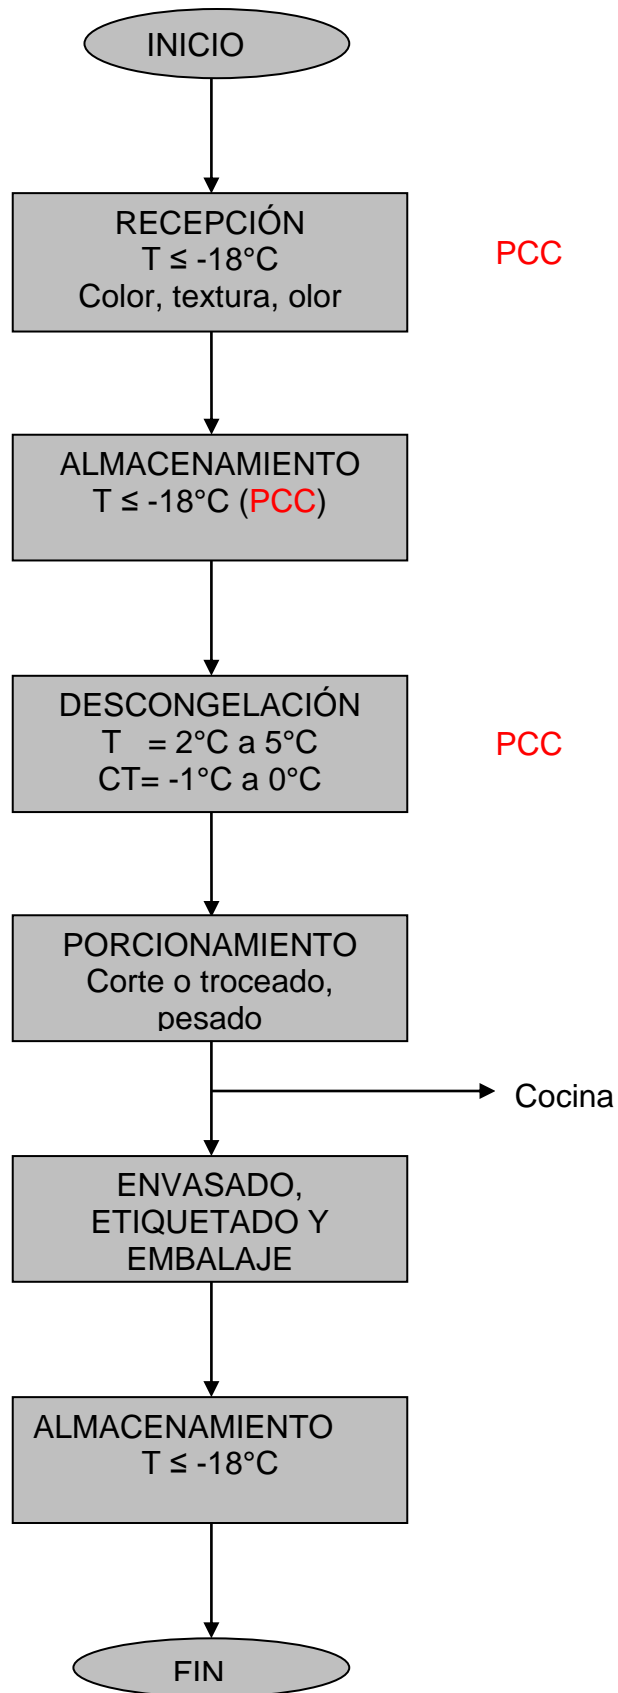 INICIO
RECEPCIÓN
T ≤ -18°C
Color, textura, olor
PCC
ALMACENAMIENTO
T ≤ -18°C (PCC)
DESCONGELACIÓN
T = 2°C a 5°C
CT= -1°C a 0°C
PCC
PORCIONAMIENTO
Corte o troceado,
pesado
Cocina
ENVASADO,
ETIQUETADO Y
EMBALAJE
ALMACENAMIENTO
T ≤ -18°C
FIN